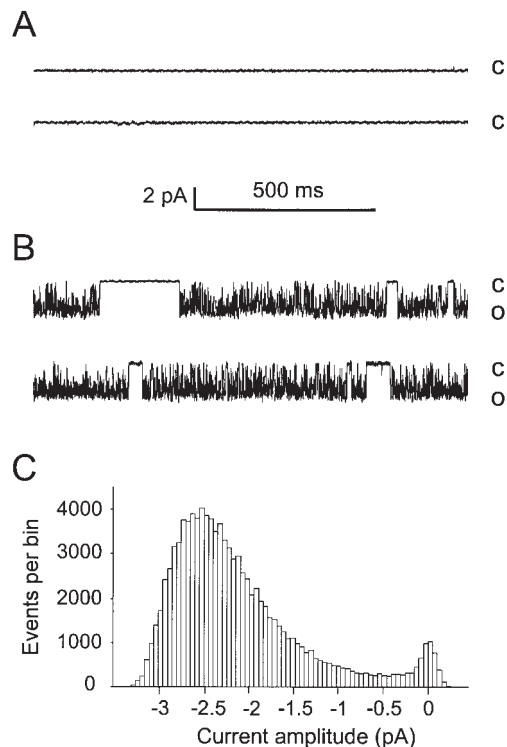 A
C
C
2 pA 500 ms
B
C
O
C
O
C
Events per bin
4000
3000
2000
1000
0
-3 -2.5 -2 -1.5 -1 -0.5 0
Current amplitude (pA)